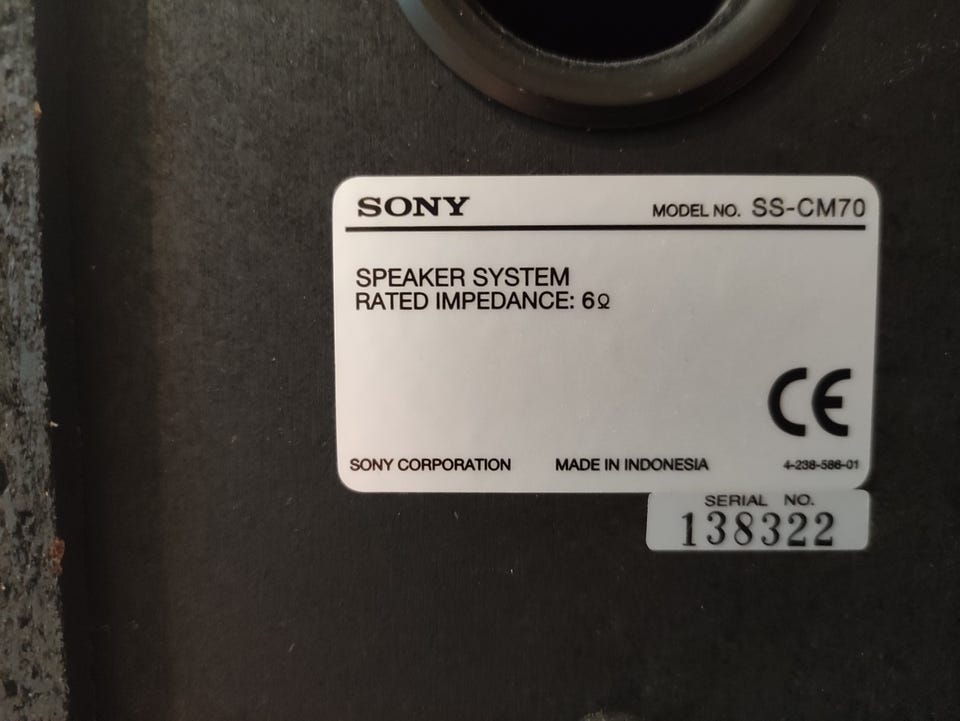 SONY
MODEL NO. SS-CM70
SPEAKER SYSTEM
RATED IMPEDANCE: 6Ω
CE
SONY CORPORATION MADE IN INDONESIA 4-238-586-01
SERIAL NO.
138322